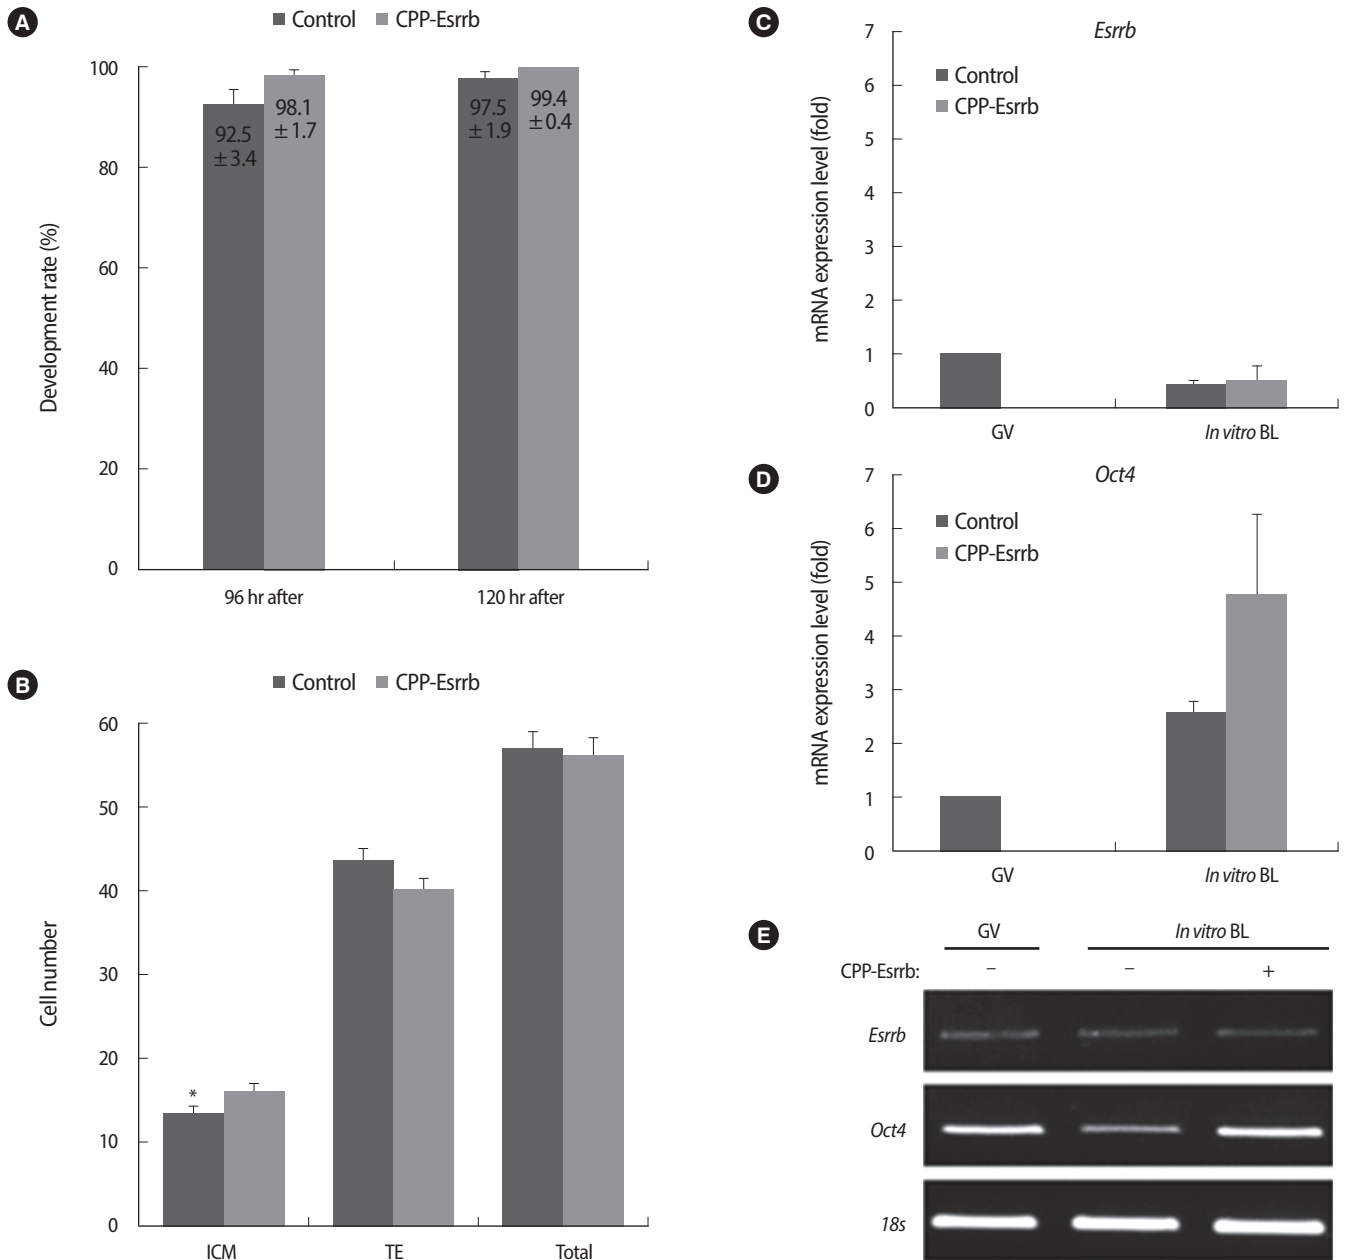 A
Control CPP-Esrrb
Development rate (%)
100
80
60
40
20
0
92.5
±3.4
98.1
±1.7
97.5
±1.9
99.4
±0.4
96 hr after 120 hr after
B
Control CPP-Esrrb
Cell number
60
50
40
30
20
10
0
*
ICM TE Total
C
Esrrb
Control
CPP-Esrrb
mRNA expression level (fold)
7
6
5
4
3
2
1
0
GV In vitro BL
D
Oct4
Control
CPP-Esrrb
mRNA expression level (fold)
7
6
5
4
3
2
1
0
GV In vitro BL
E
GV In vitro BL
CPP-Esrrb: − − +
Esrrb
Oct4
18s